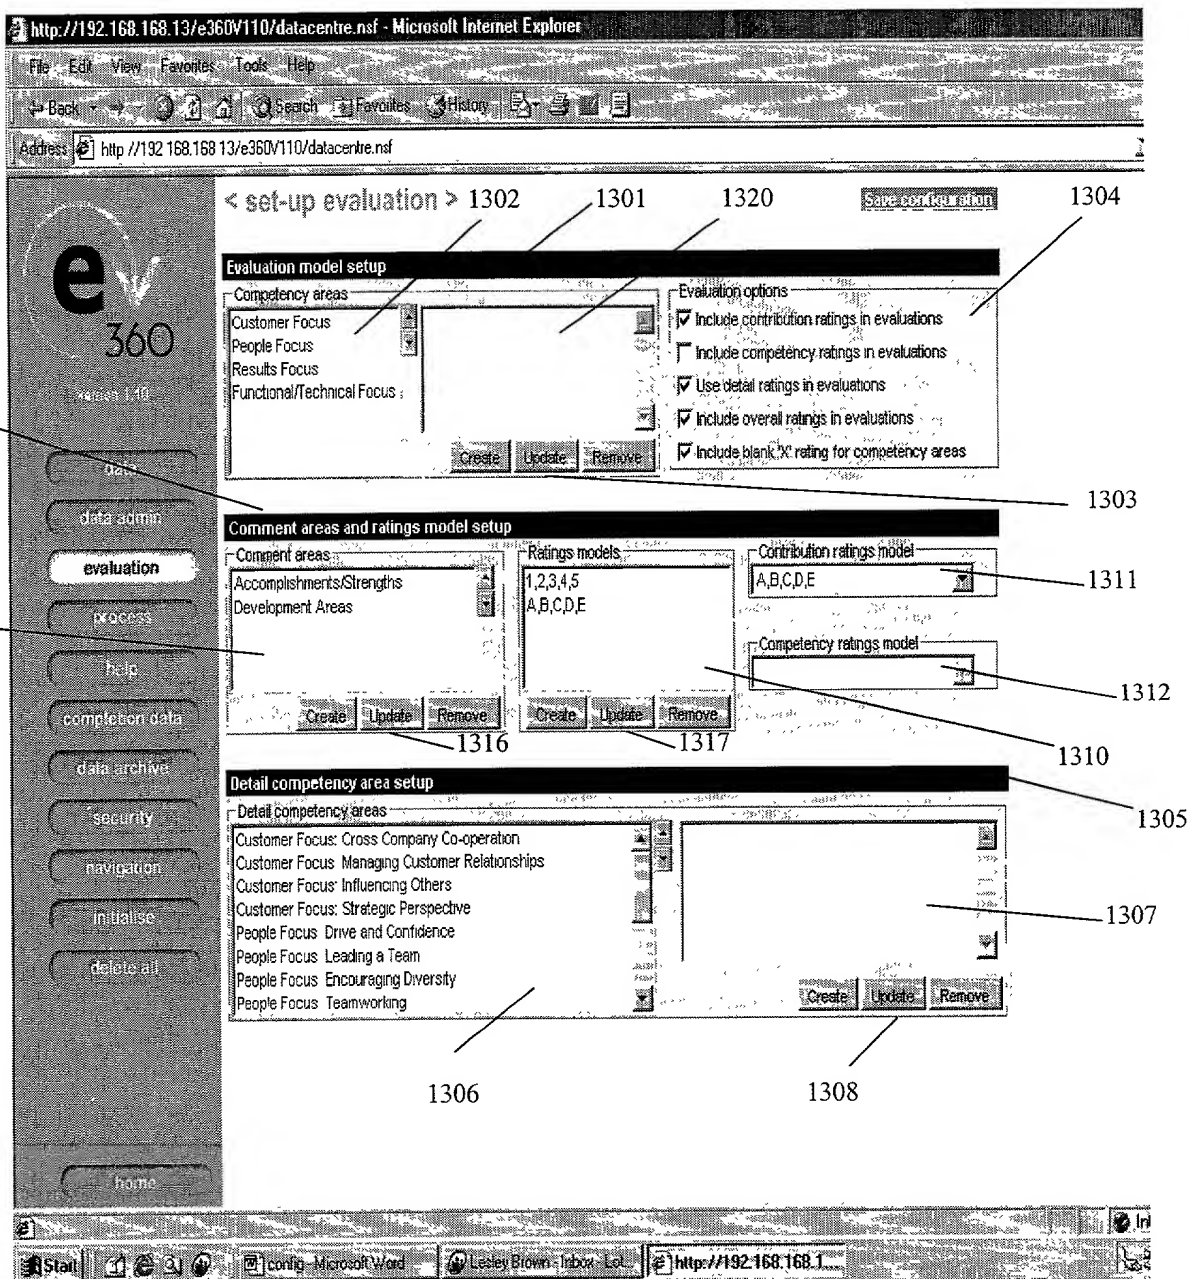 http://192.168.168.13/e360V110/datacentre.nsf - Microsoft Internet Explorer
File Edit View Favorites Tools Help
Back Search Favorites History
Address http //192 168.168 13/e360V110/datacentre.nsf
< set-up evaluation > 1302 1301 1320 Save configuration 1304
e
360
version 1.10
Evaluation model setup
Competency areas
Customer Focus
People Focus
Results Focus
Functional/Technical Focus
Create Update Remove
Evaluation options
Include contribution ratings in evaluations
Include competency ratings in evaluations
Use detail ratings in evaluations
Include overall ratings in evaluations
Include blank 'X' rating for competency areas
1303
data
data admin
evaluation
process
help
completion data
data archive
security
navigation
initialise
delete all
home
Comment areas and ratings model setup
Comment areas
Accomplishments/Strengths
Development Areas
Create Update Remove
1316
Ratings models
1,2,3,4,5
A,B,C,D,E
Create Update Remove
1317
Contribution ratings model
A,B,C,D,E
1311
Competency ratings model
1312
1310
Detail competency area setup
1305
Detail competency areas
Customer Focus: Cross Company Co-operation
Customer Focus Managing Customer Relationships
Customer Focus: Influencing Others
Customer Focus: Strategic Perspective
People Focus Drive and Confidence
People Focus Leading a Team
People Focus Encouraging Diversity
People Focus Teamworking
1307
Create Update Remove
1306
1308
Start config - Microsoft Word Lesley Brown - Inbox - Lot... http://192.168.168.1...